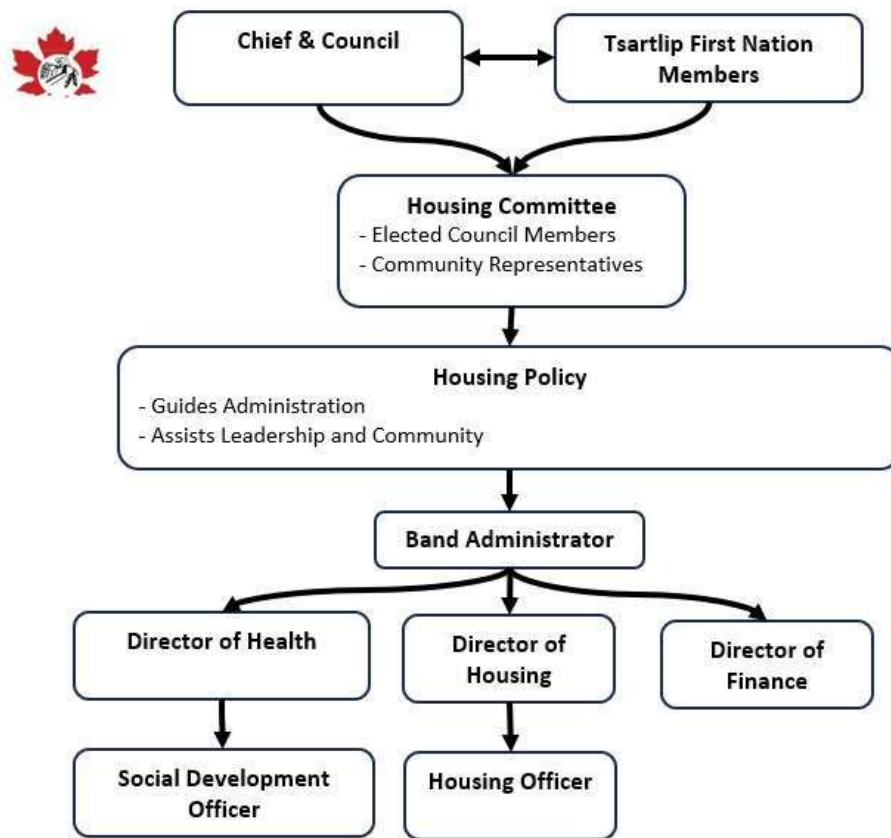 Chief & Council
Tsartlip First Nation
Members
Housing Committee
- Elected Council Members
- Community Representatives
Housing Policy
- Guides Administration
- Assists Leadership and Community
Band Administrator
Director of Health
Director of
Housing
Director of
Finance
Social Development
Officer
Housing Officer